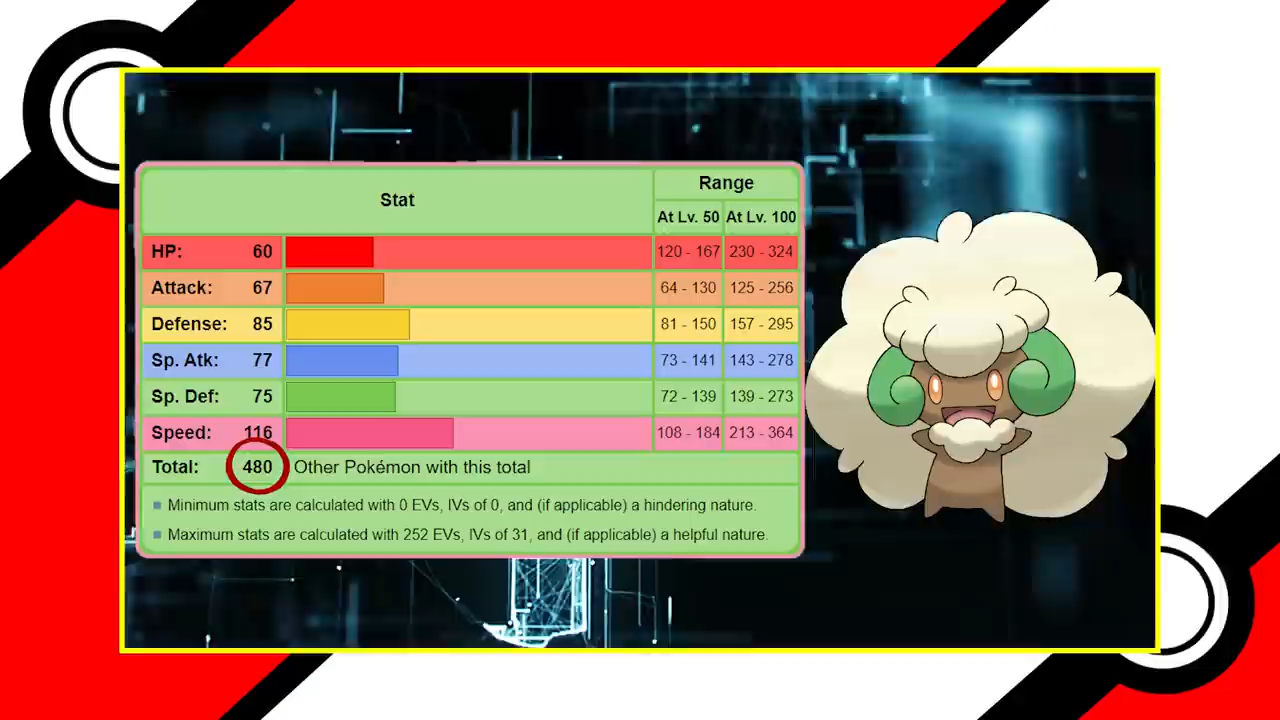 Stat
Range
At Lv. 50 At Lv. 100
HP: 60 120 - 167 230 - 324
Attack: 67 64 - 130 125 - 256
Defense: 85 81 - 150 157 - 295
Sp. Atk: 77 73 - 141 143 - 278
Sp. Def: 75 72 - 139 139 - 273
Speed: 116 108 - 184 213 - 364
Total: 480 Other Pokémon with this total
Minimum stats are calculated with 0 EVs, IVs of 0, and (if applicable) a hindering nature.
Maximum stats are calculated with 252 EVs, IVs of 31, and (if applicable) a helpful nature.